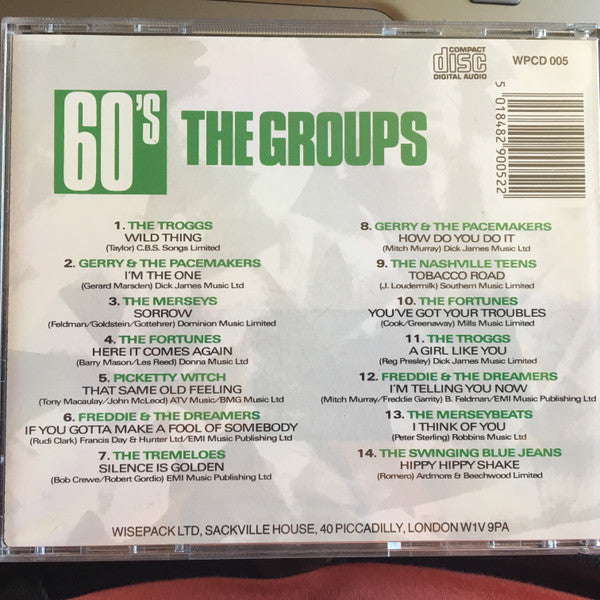 COMPACT
disc
DIGITAL AUDIO
WPCD 005
5 018482 900522
60'S THE GROUPS
1. THE TROGGS
WILD THING
(Taylor) C.B.S. Songs Limited
2. GERRY & THE PACEMAKERS
I'M THE ONE
(Gerard Marsden) Dick James Music Ltd
3. THE MERSEYS
SORROW
(Feldman/Goldstein/Gottehrer) Dominion Music Limited
4. THE FORTUNES
HERE IT COMES AGAIN
(Barry Mason/Les Reed) Donna Music Ltd
5. PICKETTY WITCH
THAT SAME OLD FEELING
(Tony Macaulay/John McLeod) ATV Music/BMG Music Ltd
6. FREDDIE & THE DREAMERS
IF YOU GOTTA MAKE A FOOL OF SOMEBODY
(Rudi Clark) Francis Day & Hunter Ltd/EMI Music Publishing Ltd
7. THE TREMELOES
SILENCE IS GOLDEN
(Bob Crewe/Robert Gordio) EMI Music Publishing Ltd
8. GERRY & THE PACEMAKERS
HOW DO YOU DO IT
(Mitch Murray) Dick James Music Ltd
9. THE NASHVILLE TEENS
TOBACCO ROAD
(J. Loudermilk) Southern Music Limited
10. THE FORTUNES
YOU'VE GOT YOUR TROUBLES
(Cook/Greenaway) Mills Music Limited
11. THE TROGGS
A GIRL LIKE YOU
(Reg Presley) Dick James Music Limited
12. FREDDIE & THE DREAMERS
I'M TELLING YOU NOW
(Mitch Murray/Freddie Garrity) B. Feldman/EMI Music Publishing Ltd
13. THE MERSEYBEATS
I THINK OF YOU
(Peter Sterling) Robbins Music Ltd
14. THE SWINGING BLUE JEANS
HIPPY HIPPY SHAKE
(Romero) Ardmore & Beechwood Limited
WISEPACK LTD, SACKVILLE HOUSE, 40 PICCADILLY, LONDON W1V 9PA